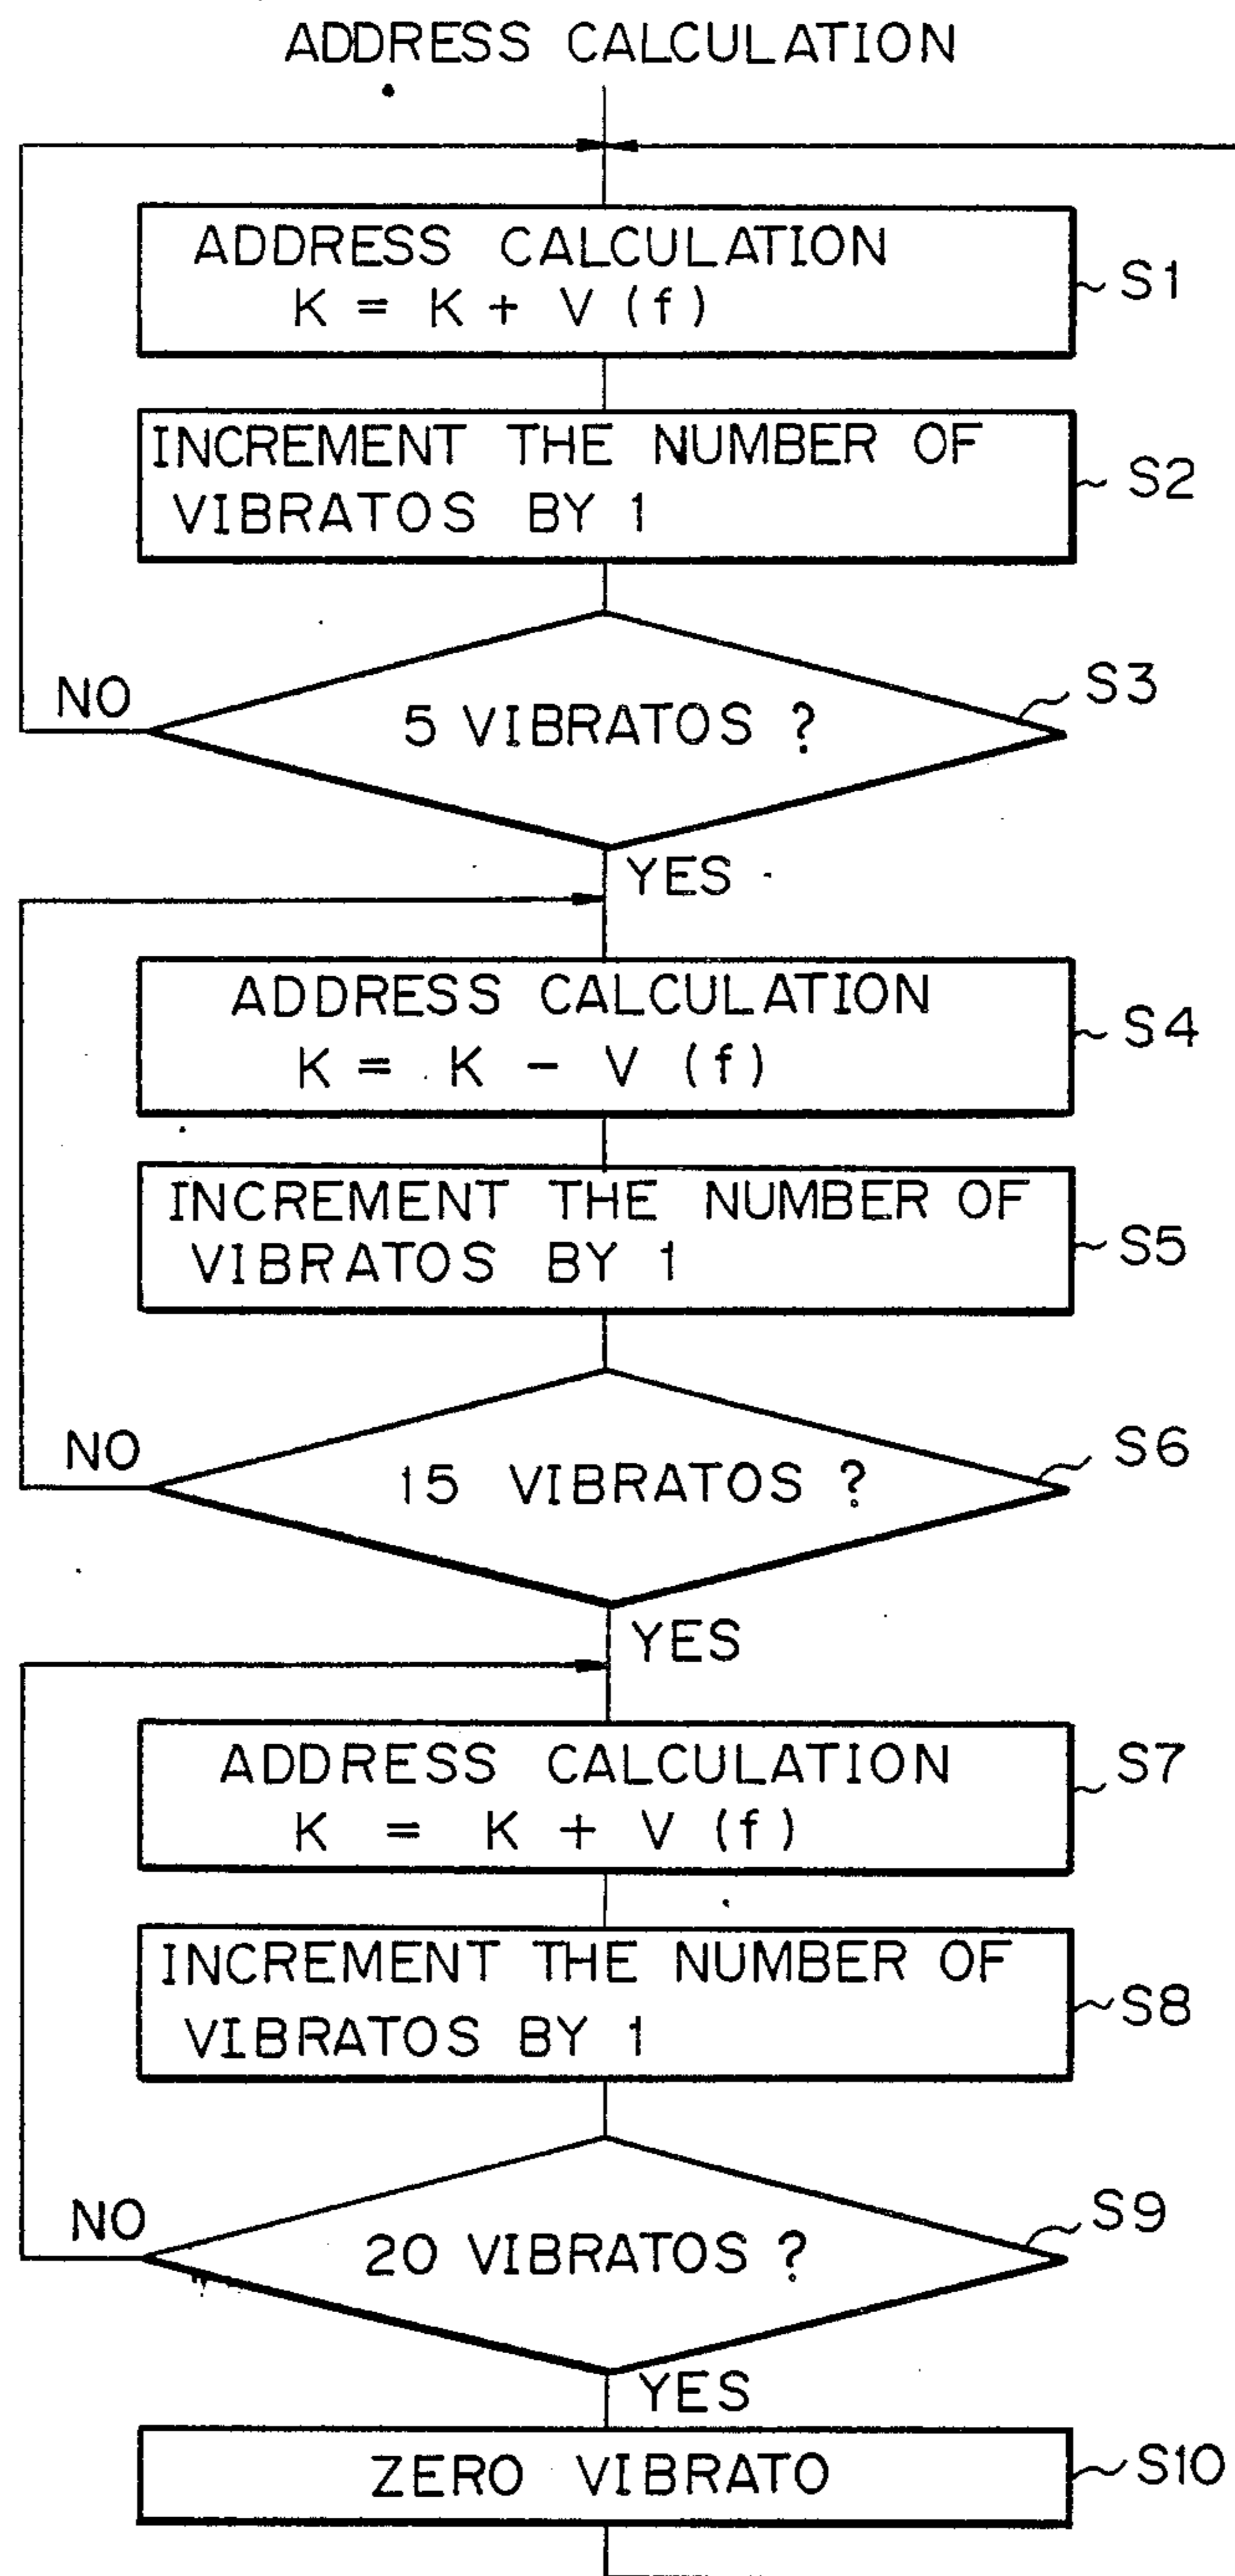 ADDRESS CALCULATION
ADDRESS CALCULATION
K = K + V (f)
S1
INCREMENT THE NUMBER OF
VIBRATOS BY 1
S2
5 VIBRATOS ?
S3
NO
YES
ADDRESS CALCULATION
K = K - V (f)
S4
INCREMENT THE NUMBER OF
VIBRATOS BY 1
S5
15 VIBRATOS ?
S6
NO
YES
ADDRESS CALCULATION
K = K + V (f)
S7
INCREMENT THE NUMBER OF
VIBRATOS BY 1
S8
20 VIBRATOS ?
S9
NO
YES
ZERO VIBRATO
S10